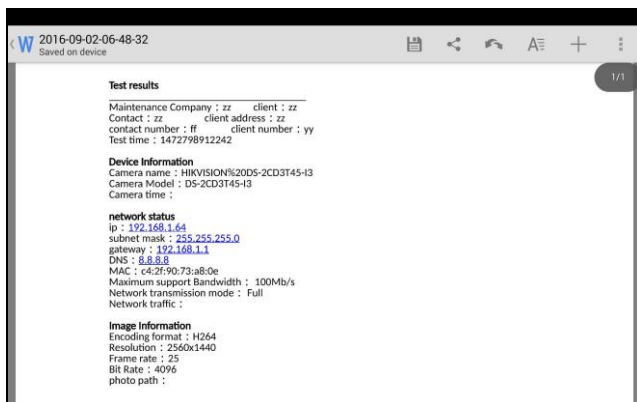 W 2016-09-02-06-48-32
Saved on device
A
1/1
Test results
Maintenance Company：zz client：zz
Contact：zz client address：zz
contact number：ff client number：yy
Test time：1472798912242
Device Information
Camera name：HIKVISION%20DS-2CD3T45-I3
Camera Model：DS-2CD3T45-I3
Camera time：
network status
ip：192.168.1.64
subnet mask：255.255.255.0
gateway：192.168.1.1
DNS：8.8.8.8
MAC：c4:2f:90:73:a8:0e
Maximum support Bandwidth：100Mb/s
Network transmission mode：Full
Network traffic：
Image Information
Encoding format：H264
Resolution：2560x1440
Frame rate：25
Bit Rate：4096
photo path：